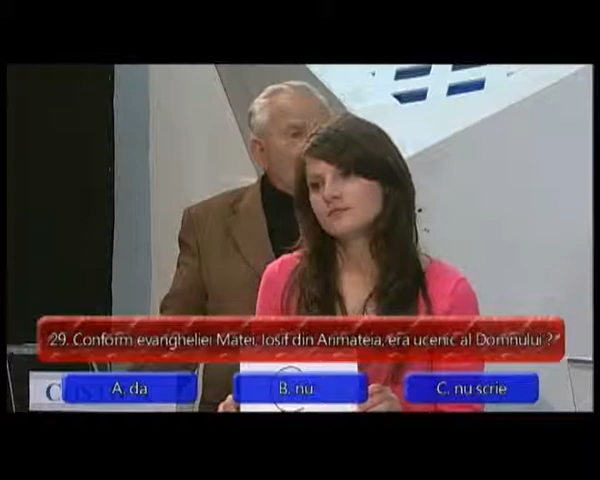 29. Conform evangheliei Matei, Iosif din Arimateia, era ucenic al Domnului ?
A. da
B. nu
C. nu scrie